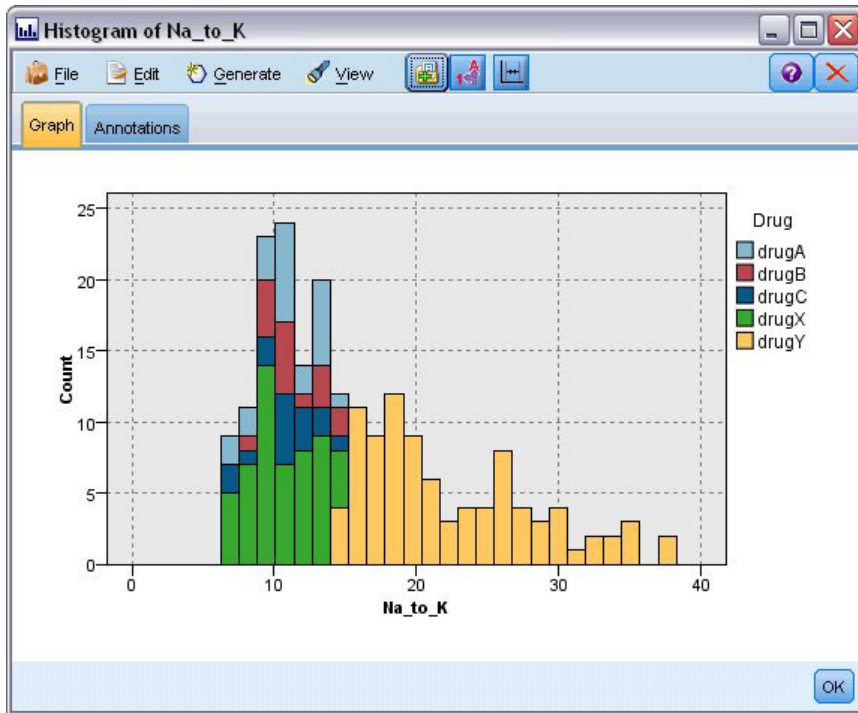 Histogram of Na_to_K
File Edit Generate View
Graph Annotations
Count
25
20
15
10
5
0
0 10 20 30 40
Na_to_K
Drug
drugA
drugB
drugC
drugX
drugY
OK